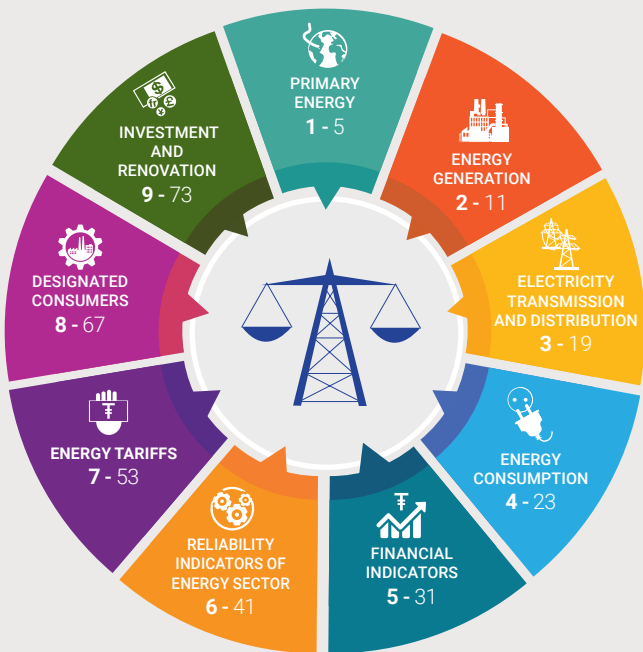 PRIMARY
ENERGY
1 - 5
ENERGY
GENERATION
2 - 11
ELECTRICITY
TRANSMISSION
AND DISTRIBUTION
3 - 19
ENERGY
CONSUMPTION
4 - 23
₮
FINANCIAL
INDICATORS
5 - 31
RELIABILITY
INDICATORS OF
ENERGY SECTOR
6 - 41
₮
ENERGY TARIFFS
7 - 53
DESIGNATED
CONSUMERS
8 - 67
$
£
¥
INVESTMENT
AND
RENOVATION
9 - 73